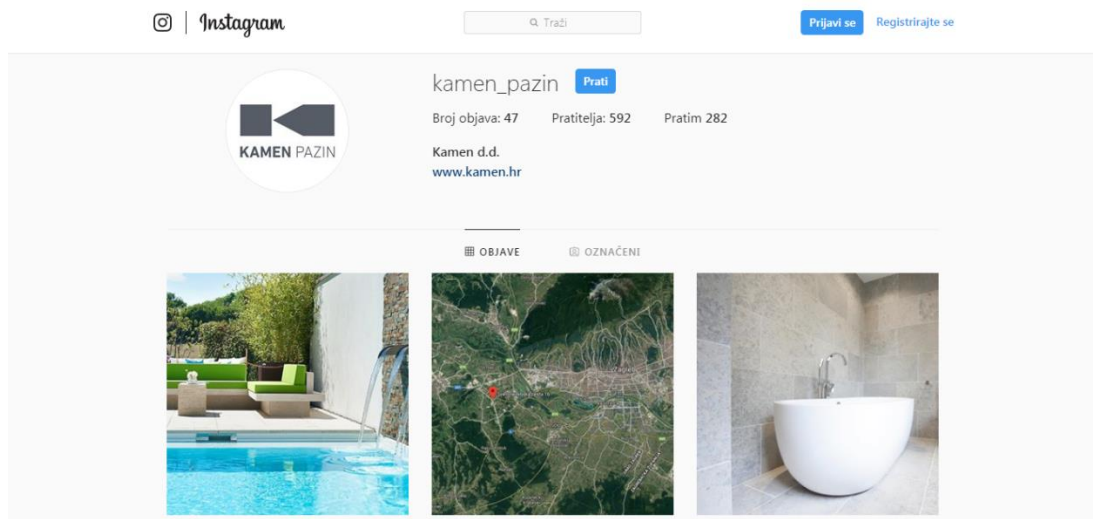 Instagram
Traži
Prijavi se
Registrirajte se
kamen_pazin Prati
Broj objava: 47 Pratitelja: 592 Pratim 282
KAMEN PAZIN
Kamen d.d.
www.kamen.hr
OBJAVE OZNAČENI